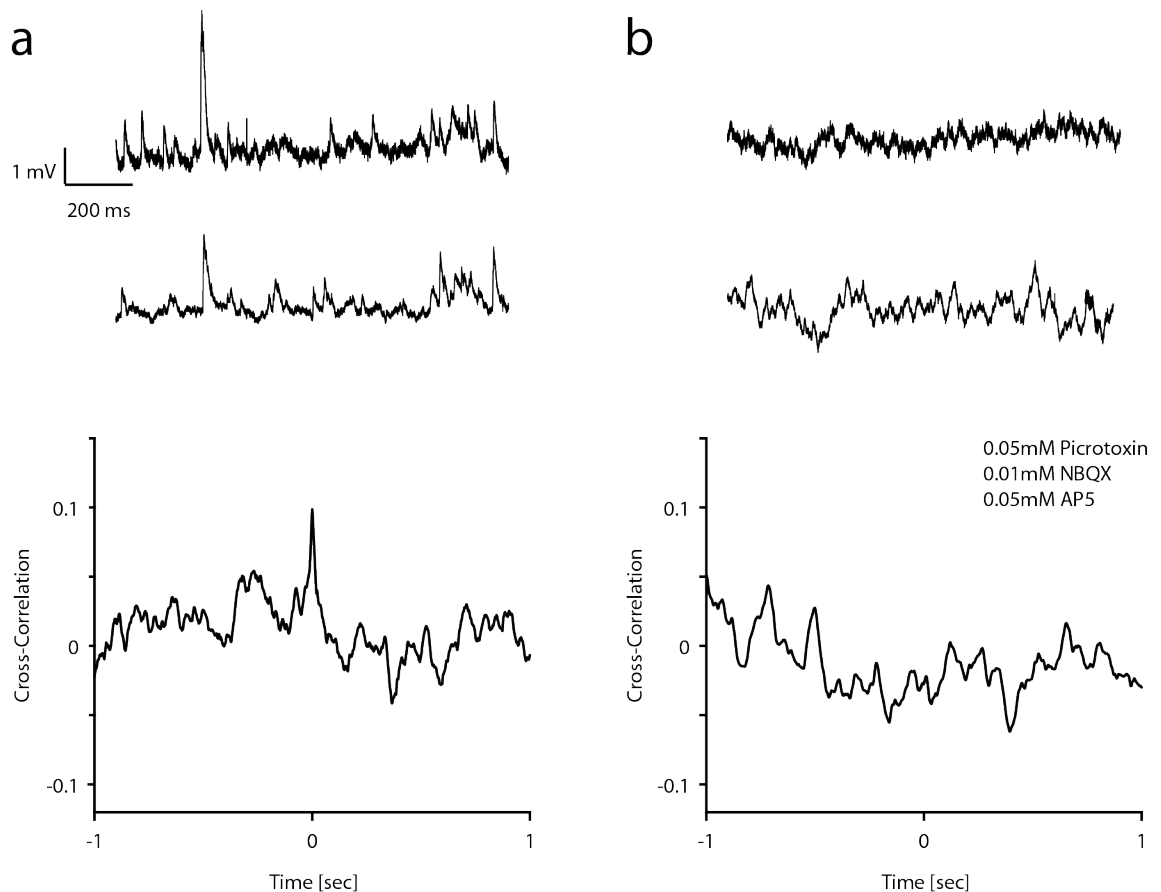 a
1 mV
200 ms
b
0.1
0
-0.1
Cross-Correlation
-1
0
1
Time [sec]
0.05mM Picrotoxin
0.01mM NBQX
0.05mM AP5
0.1
0
-0.1
Cross-Correlation
-1
0
1
Time [sec]